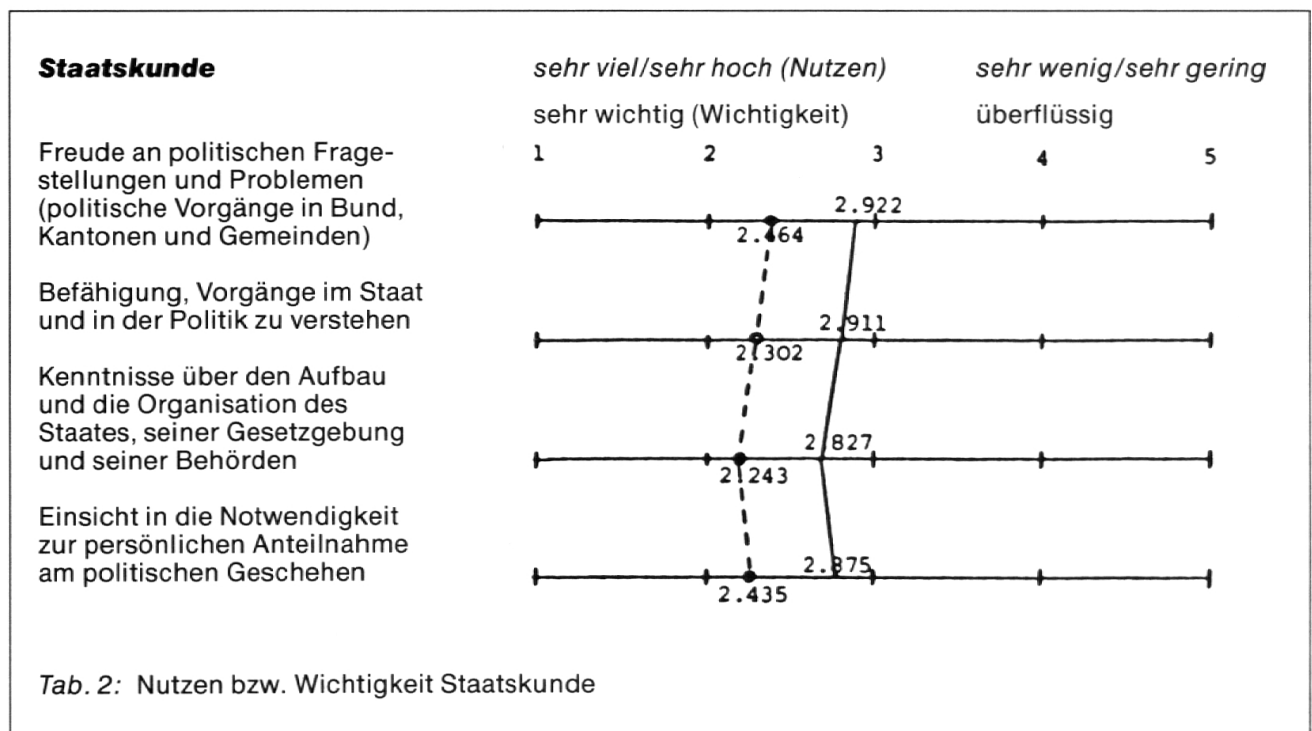 Staatskunde
sehr viel/sehr hoch (Nutzen) sehr wenig/sehr gering
sehr wichtig (Wichtigkeit) überflüssig
Freude an politischen Frage-
stellungen und Problemen
(politische Vorgänge in Bund,
Kantonen und Gemeinden)
1 2 3 4 5
2.922
2.464
Befähigung, Vorgänge im Staat
und in der Politik zu verstehen
2.911
2.302
Kenntnisse über den Aufbau
und die Organisation des
Staates, seiner Gesetzgebung
und seiner Behörden
2.827
2.243
Einsicht in die Notwendigkeit
zur persönlichen Anteilnahme
am politischen Geschehen
2.875
2.435
Tab. 2: Nutzen bzw. Wichtigkeit Staatskunde